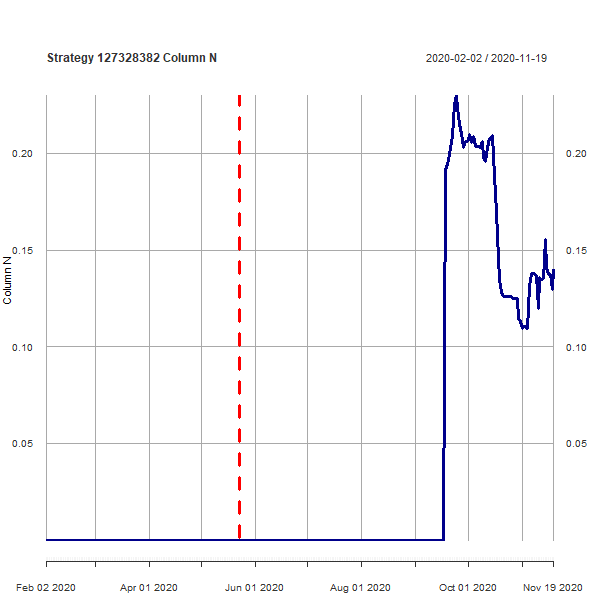 Strategy 127328382 Column N
2020-02-02 / 2020-11-19
0.20
0.20
0.15
0.15
Column N
0.10
0.10
0.05
0.05
Feb 02 2020
Apr 01 2020
Jun 01 2020
Aug 01 2020
Oct 01 2020
Nov 19 2020